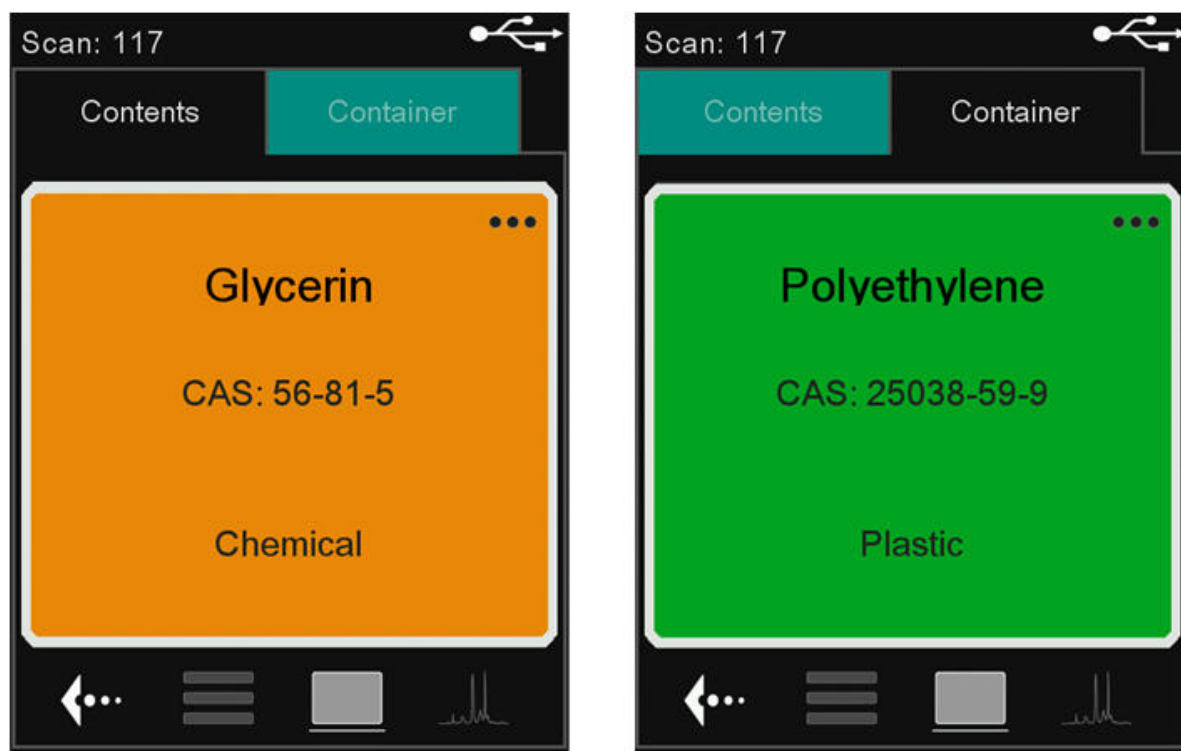 Scan: 117
Contents
Container
Glycerin
CAS: 56-81-5
Chemical
Scan: 117
Contents
Container
Polyethylene
CAS: 25038-59-9
Plastic